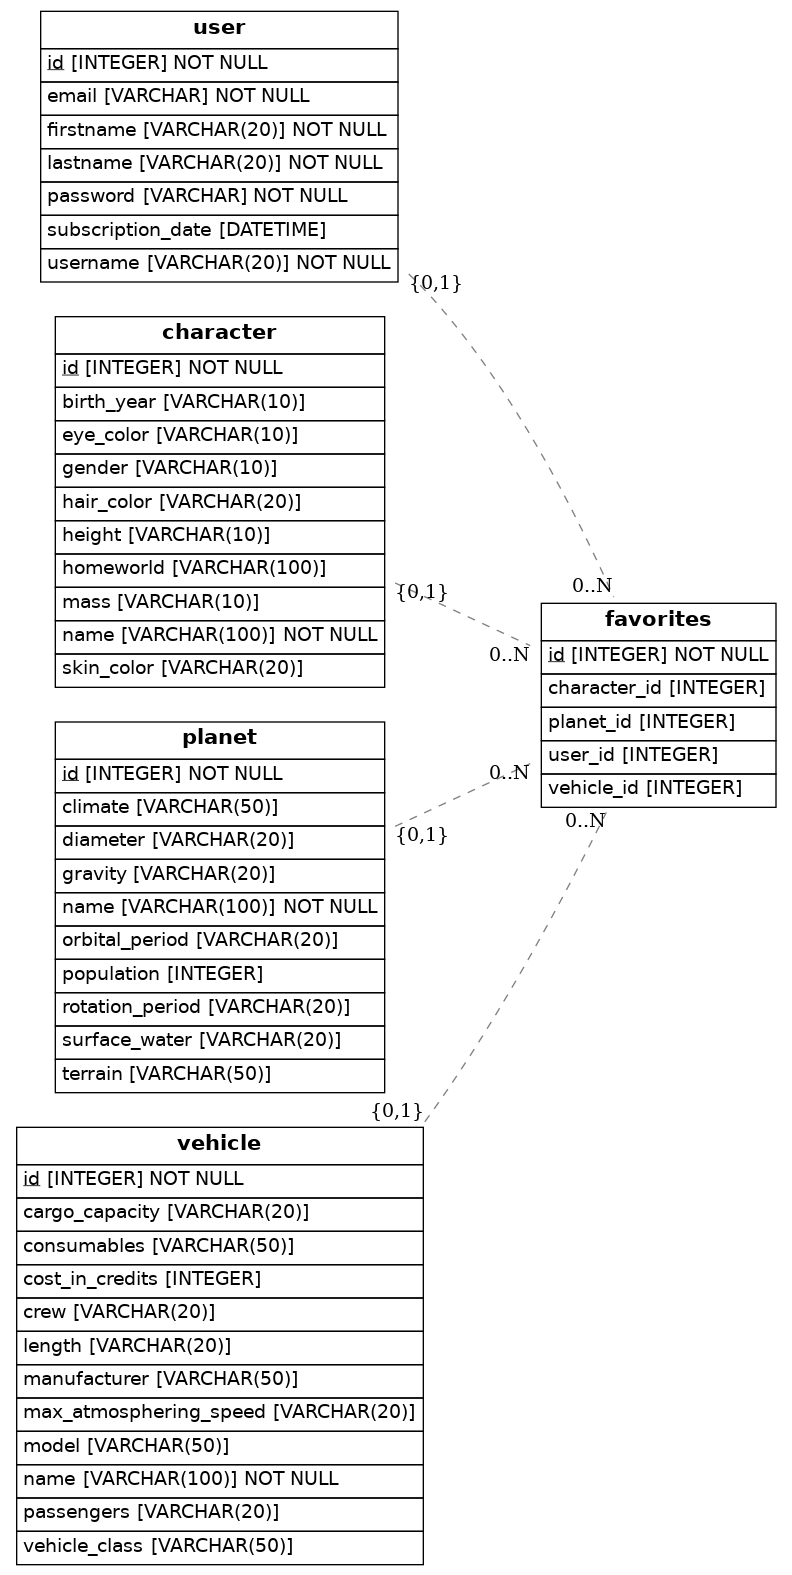 user
id [INTEGER] NOT NULL
email [VARCHAR] NOT NULL
firstname [VARCHAR(20)] NOT NULL
lastname [VARCHAR(20)] NOT NULL
password [VARCHAR] NOT NULL
subscription_date [DATETIME]
username [VARCHAR(20)] NOT NULL
{0,1}
character
id [INTEGER] NOT NULL
birth_year [VARCHAR(10)]
eye_color [VARCHAR(10)]
gender [VARCHAR(10)]
hair_color [VARCHAR(20)]
height [VARCHAR(10)]
homeworld [VARCHAR(100)]
mass [VARCHAR(10)]
name [VARCHAR(100)] NOT NULL
skin_color [VARCHAR(20)]
{0,1}
0..N
0..N
favorites
id [INTEGER] NOT NULL
character_id [INTEGER]
planet_id [INTEGER]
user_id [INTEGER]
vehicle_id [INTEGER]
0..N
0..N
planet
id [INTEGER] NOT NULL
climate [VARCHAR(50)]
diameter [VARCHAR(20)]
gravity [VARCHAR(20)]
name [VARCHAR(100)] NOT NULL
orbital_period [VARCHAR(20)]
population [INTEGER]
rotation_period [VARCHAR(20)]
surface_water [VARCHAR(20)]
terrain [VARCHAR(50)]
{0,1}
{0,1}
vehicle
id [INTEGER] NOT NULL
cargo_capacity [VARCHAR(20)]
consumables [VARCHAR(50)]
cost_in_credits [INTEGER]
crew [VARCHAR(20)]
length [VARCHAR(20)]
manufacturer [VARCHAR(50)]
max_atmosphering_speed [VARCHAR(20)]
model [VARCHAR(50)]
name [VARCHAR(100)] NOT NULL
passengers [VARCHAR(20)]
vehicle_class [VARCHAR(50)]